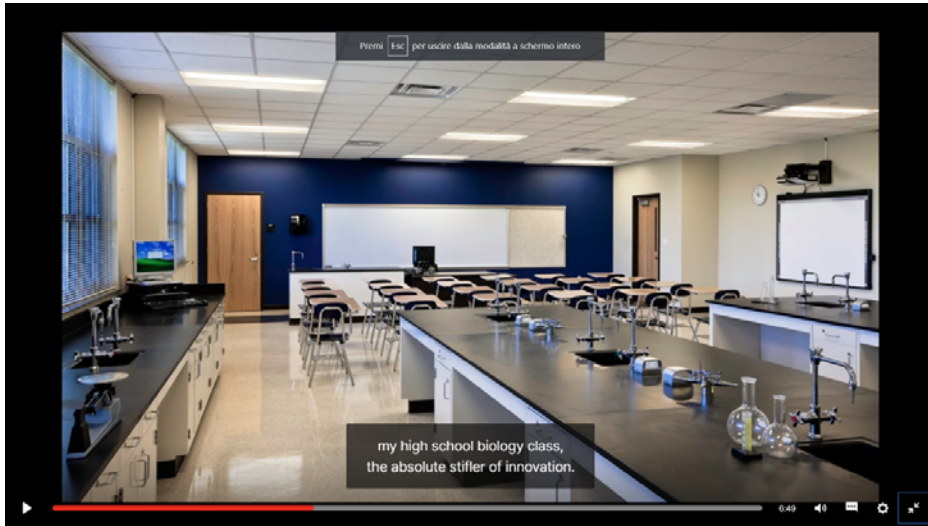 Premi Esc per uscire dalla modalità a schermo intero
my high school biology class,
the absolute stifler of innovation.
6:49